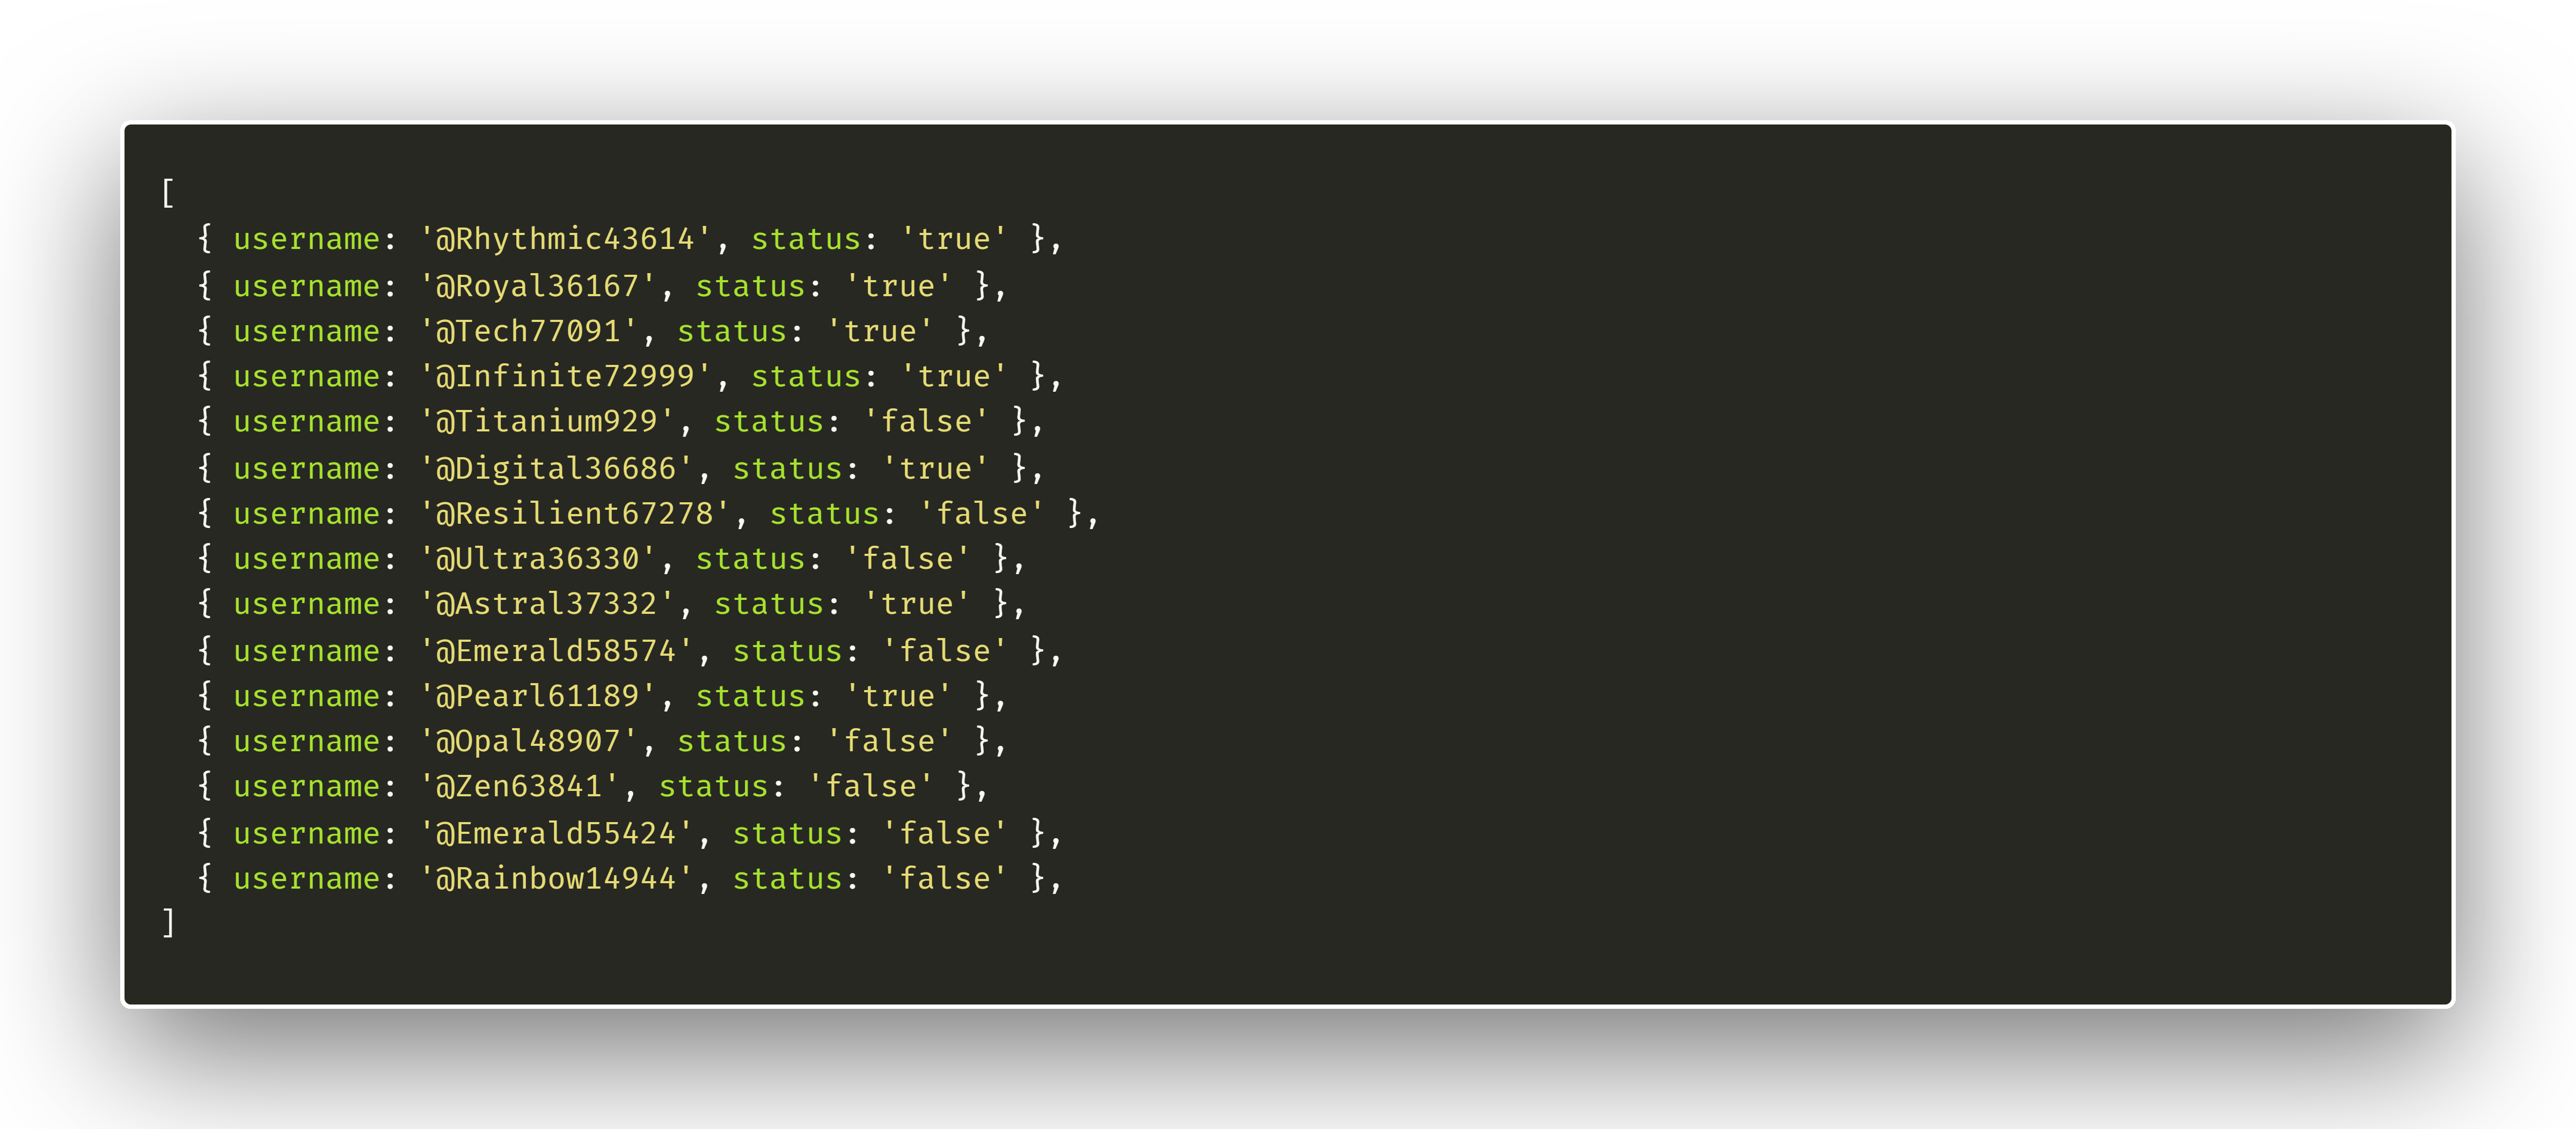 [
  { username: '@Rhythmic43614', status: 'true' },
  { username: '@Royal36167', status: 'true' },
  { username: '@Tech77091', status: 'true' },
  { username: '@Infinite72999', status: 'true' },
  { username: '@Titanium929', status: 'false' },
  { username: '@Digital36686', status: 'true' },
  { username: '@Resilient67278', status: 'false' },
  { username: '@Ultra36330', status: 'false' },
  { username: '@Astral37332', status: 'true' },
  { username: '@Emerald58574', status: 'false' },
  { username: '@Pearl61189', status: 'true' },
  { username: '@Opal48907', status: 'false' },
  { username: '@Zen63841', status: 'false' },
  { username: '@Emerald55424', status: 'false' },
  { username: '@Rainbow14944', status: 'false' },
]